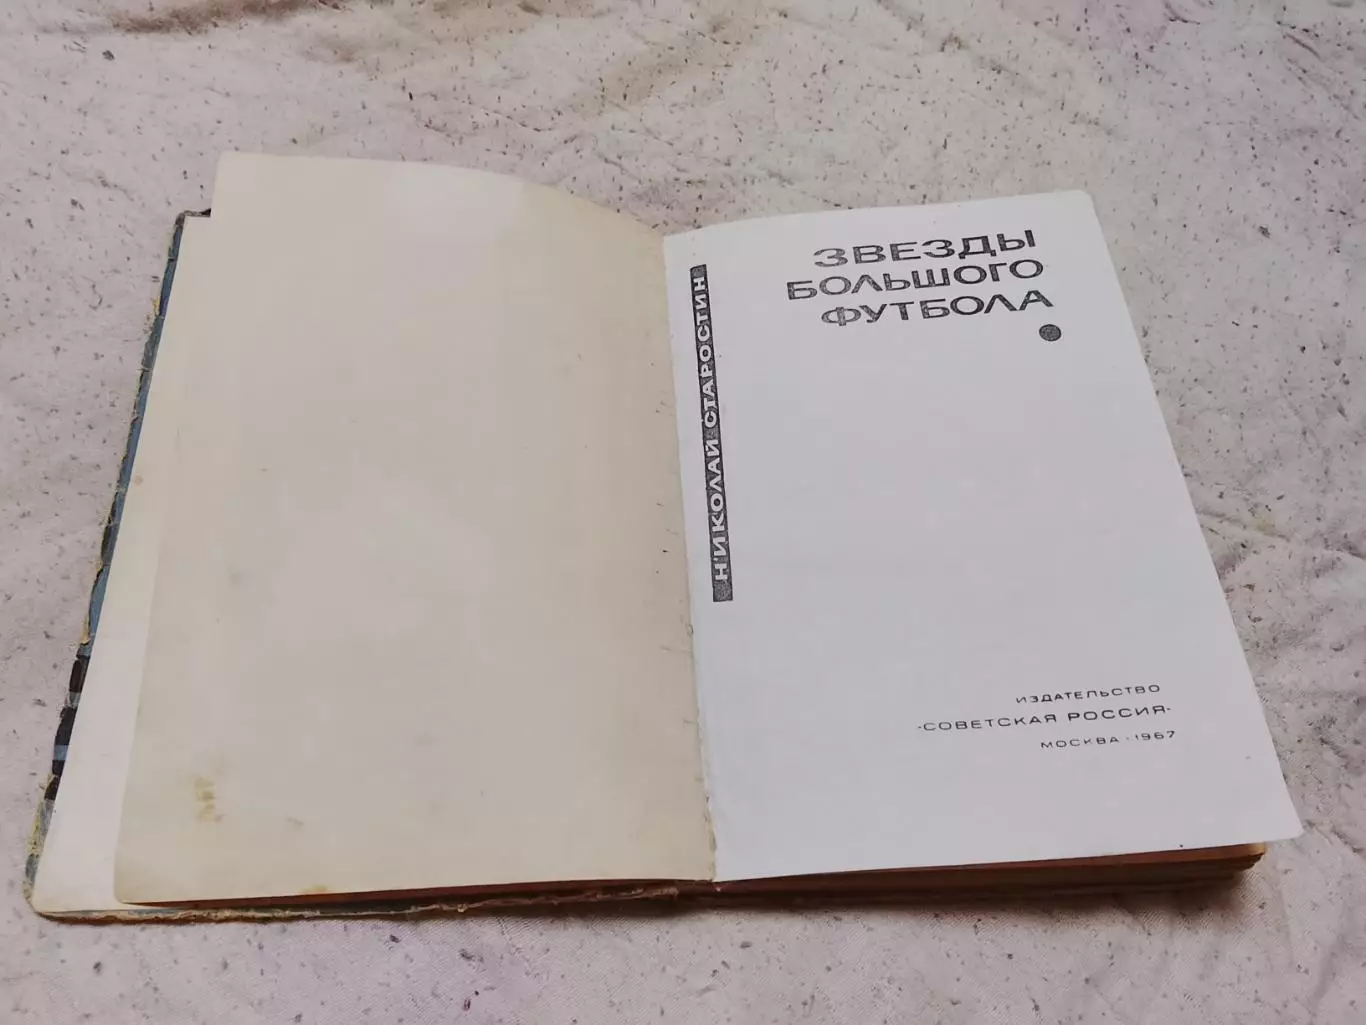 ЗВЕЗДЫ
БОЛЬШОГО
ФУТБОЛА
НИКОЛАЙ СТАРОСТИН
ИЗДАТЕЛЬСТВО
«СОВЕТСКАЯ РОССИЯ»
МОСКВА · 1967